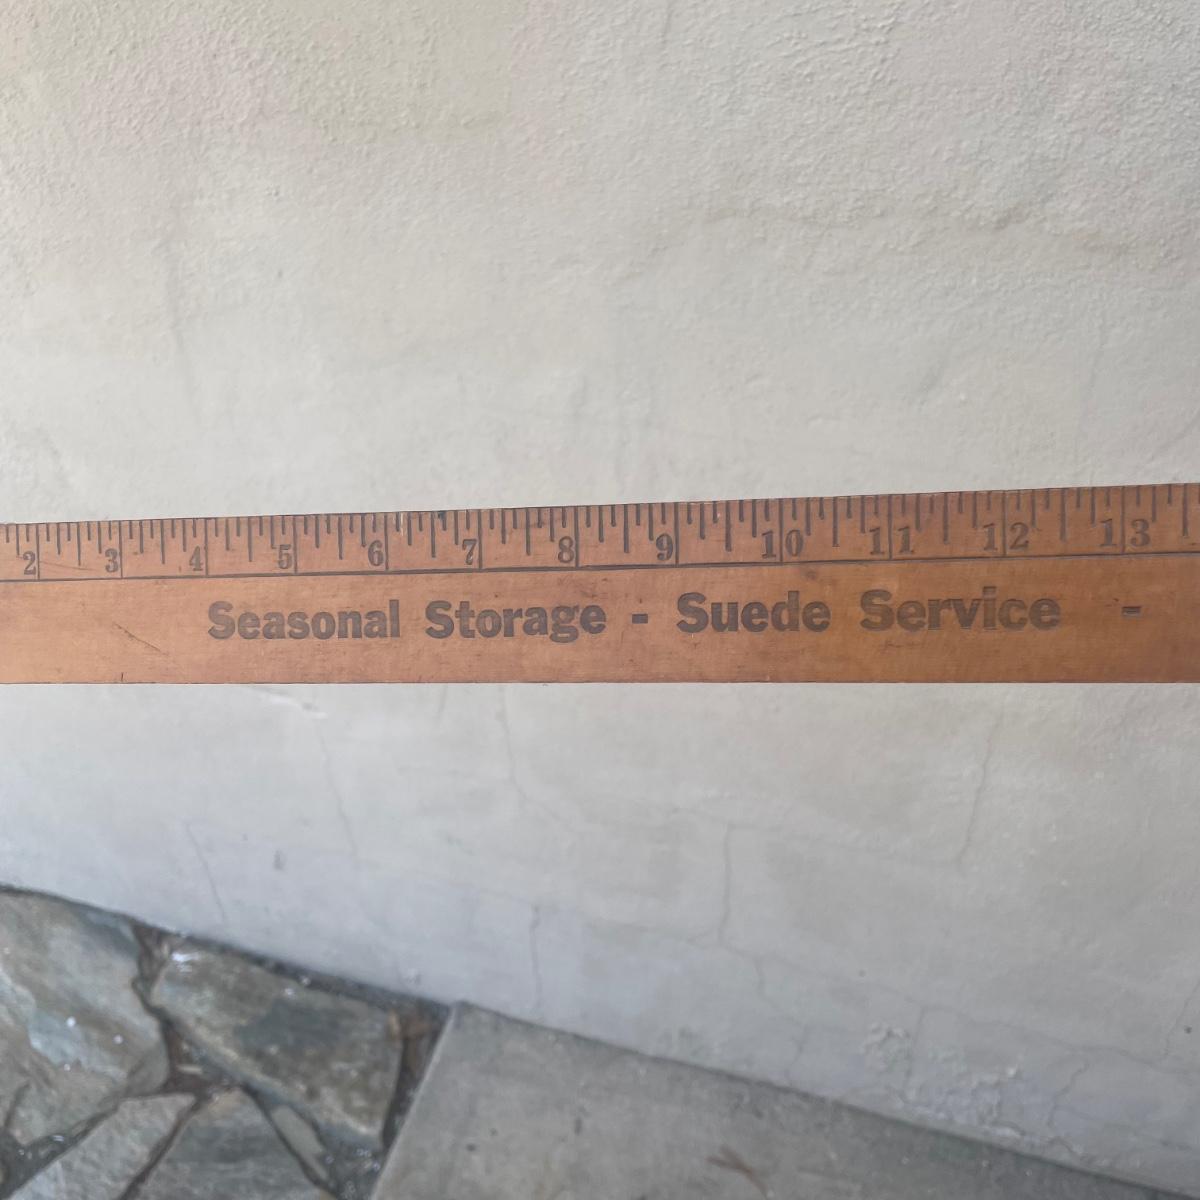 2 3 4 5 6 7 8 9 10 11 12 13
Seasonal Storage - Suede Service -